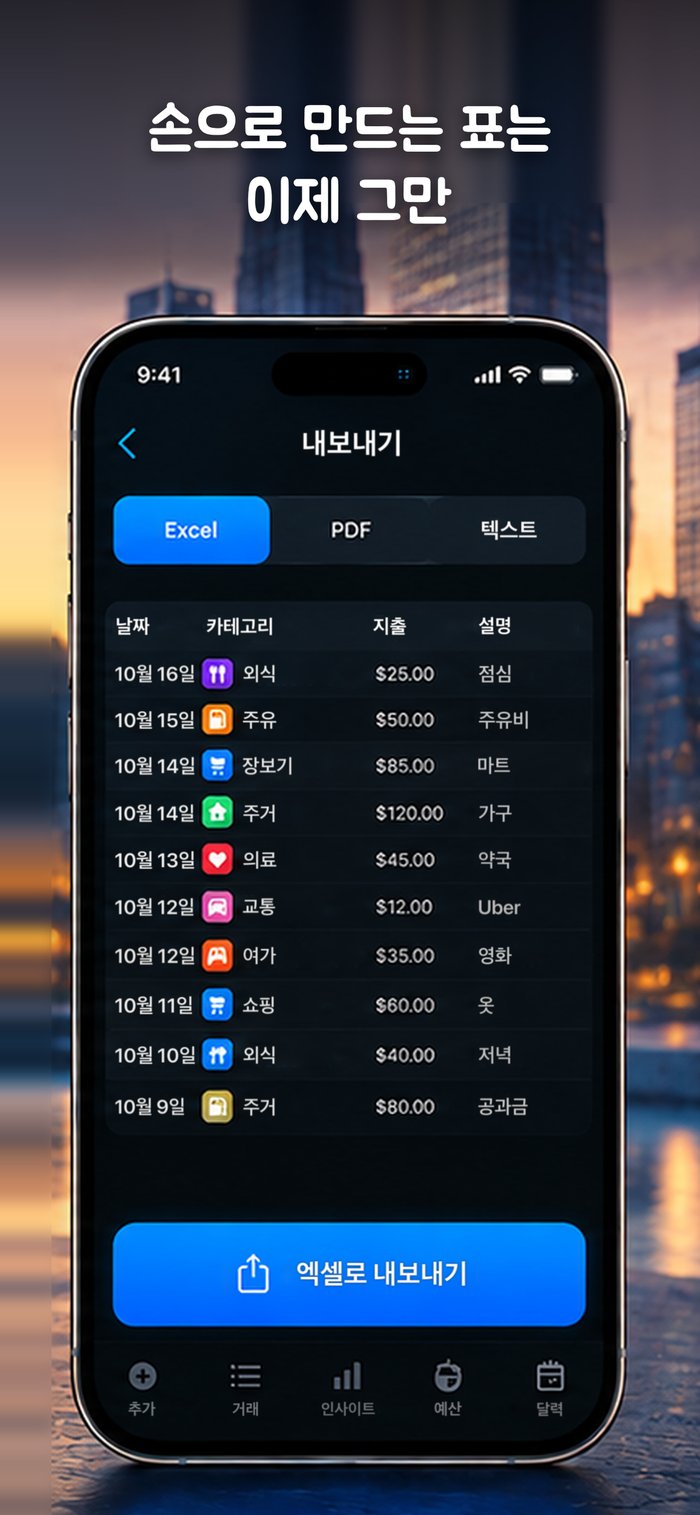 손으로 만드는 표는
이제 그만
9:41
내보내기
Excel PDF 텍스트
날짜 카테고리 지출 설명
10월 16일 외식 $25.00 점심
10월 15일 주유 $50.00 주유비
10월 14일 장보기 $85.00 마트
10월 14일 주거 $120.00 가구
10월 13일 의료 $45.00 약국
10월 12일 교통 $12.00 Uber
10월 12일 여가 $35.00 영화
10월 11일 쇼핑 $60.00 옷
10월 10일 외식 $40.00 저녁
10월 9일 주거 $80.00 공과금
엑셀로 내보내기
추가 거래 인사이트 예산 달력